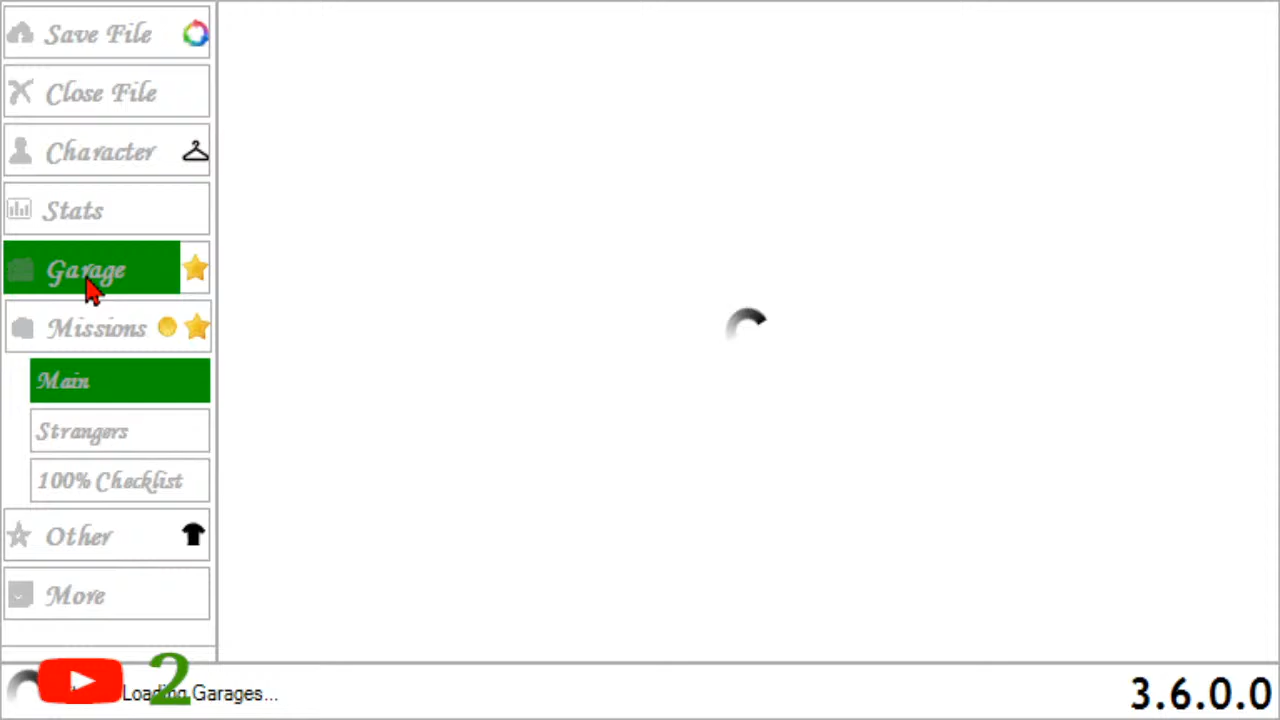 Save File
Close File
Character
Stats
Garage
Missions
Main
Strangers
100% Checklist
Other
More
2
Loading Garages...
3.6.0.0